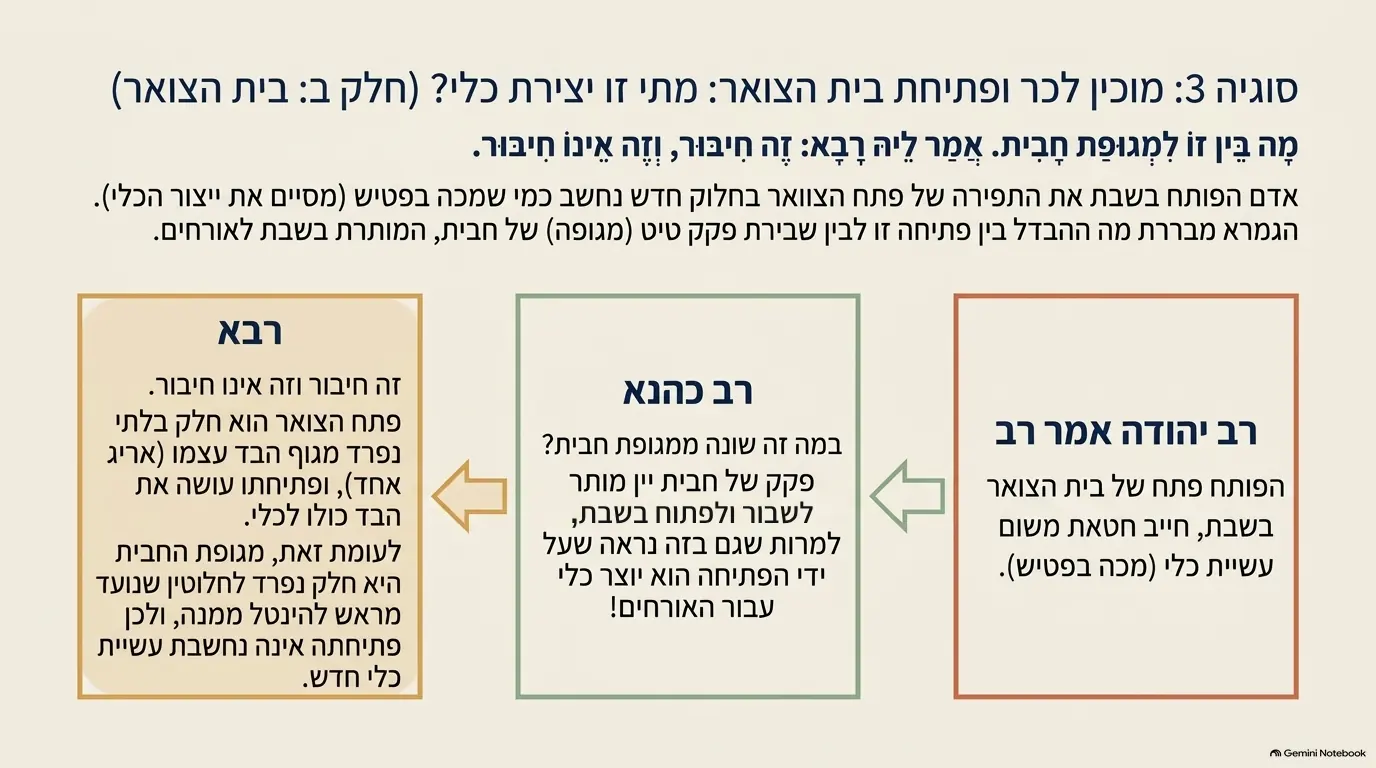 סוגיה 3: מוכין לכר ופתיחת בית הצואר: מתי זו יצירת כלי? (חלק ב: בית הצואר)
מָה בֵּין זוֹ לִמְגוּפַת חָבִית. אֲמַר לֵיהּ רָבָא: זֶה חִיבּוּר, וְזֶה אֵינוֹ חִיבּוּר.
אדם הפותח בשבת את התפירה של פתח הצוואר בחלוק חדש נחשב כמי שמכה בפטיש (מסיים את ייצור הכלי).
הגמרא מבררת מה ההבדל בין פתיחה זו לבין שבירת פקק טיט (מגופה) של חבית, המותרת בשבת לאורחים.
רב יהודה אמר רב
הפותח פתח של בית הצואר
בשבת, חייב חטאת משום
עשיית כלי (מכה בפטיש).
רב כהנא
במה זה שונה ממגופת חבית?
פקק של חבית יין מותר
לשבור ולפתוח בשבת,
למרות שגם בזה נראה שעל
ידי הפתיחה הוא יוצר כלי
עבור האורחים!
רבא
זה חיבור וזה אינו חיבור.
פתח הצואר הוא חלק בלתי
נפרד מגוף הבד עצמו (אריג
אחד), ופתיחתו עושה את
הבד כולו לכלי.
לעומת זאת, מגופת החבית
היא חלק נפרד לחלוטין שנועד
מראש להינטל ממנה, ולכן
פתיחתה אינה נחשבת עשיית
כלי חדש.
Gemini Notebook